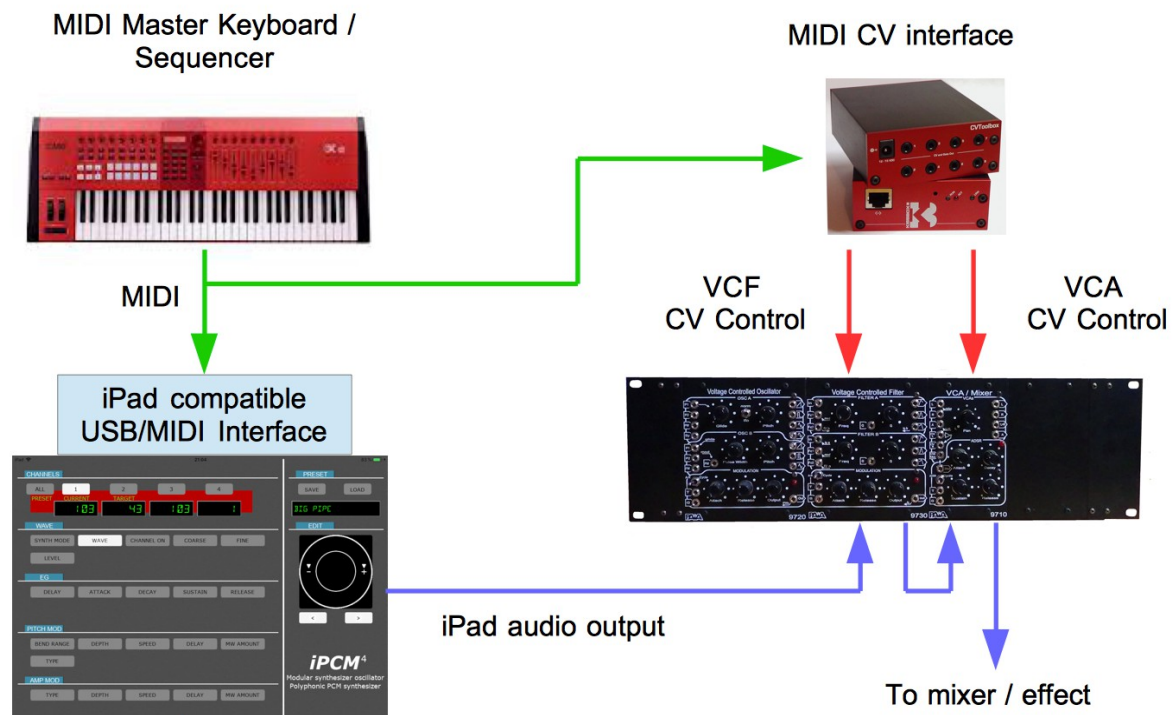 MIDI Master Keyboard /
Sequencer
MIDI CV interface
CVToolbox
MIDI
VCF
CV Control
VCA
CV Control
iPad compatible
USB/MIDI Interface
CHANNELS
ALL 1 2 3 4
PRESET CURRENT TARGET
103 43 103 1
WAVE
SYNTH MODE WAVE CHANNEL ON COARSE FINE
LEVEL
EG
DELAY ATTACK DECAY SUSTAIN RELEASE
PITCH MOD
BEND RANGE DEPTH SPEED DELAY MW AMOUNT
TYPE
AMP MOD
TYPE DEPTH SPEED DELAY MW AMOUNT
PRESET
SAVE LOAD
BIG PIPE
EDIT
- +
< >
iPCM4
Modular synthesizer oscillator
Polyphonic PCM synthesizer
Voltage Controlled Oscillator Voltage Controlled Filter VCA / Mixer
OSC A FILTER A
MODULATION MODULATION
9720 9730 9710
iPad audio output
To mixer / effect